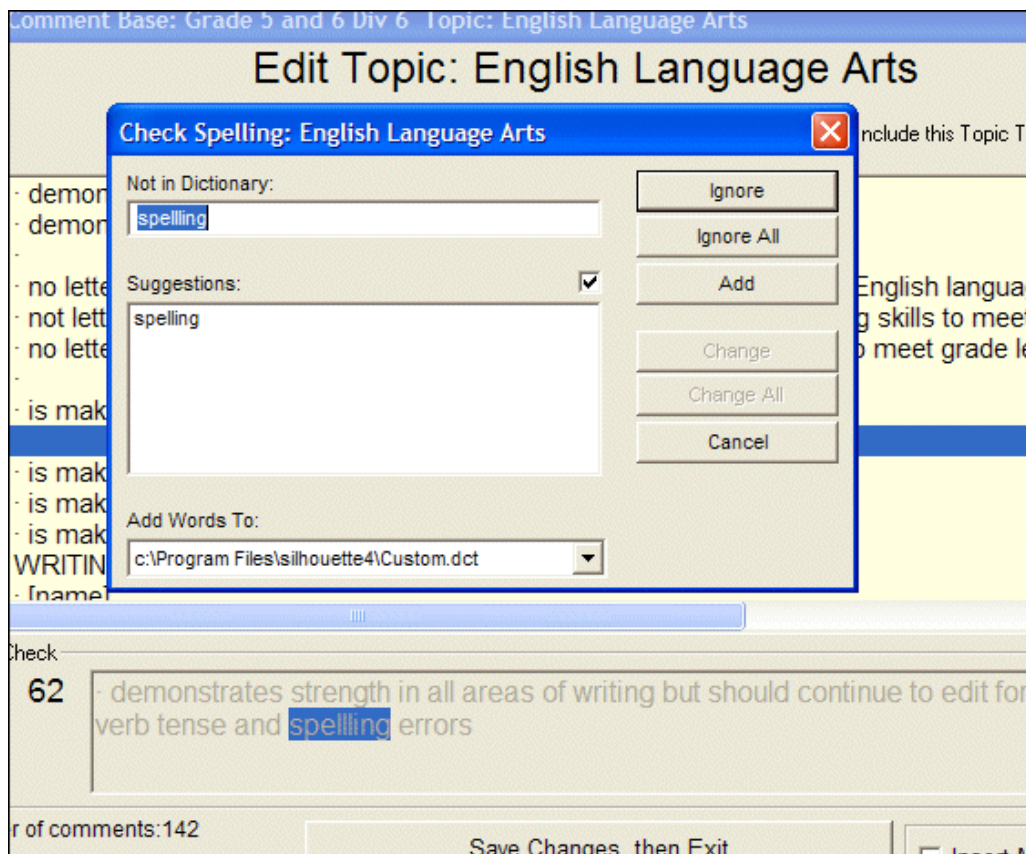 Comment Base: Grade 5 and 6 Div 6 Topic: English Language Arts
Edit Topic: English Language Arts
Check Spelling: English Language Arts
nclude this Topic T
Not in Dictionary:
spellling
Ignore
Ignore All
Suggestions:
Add
spelling
Change
Change All
Cancel
Add Words To:
c:\Program Files\silhouette4\Custom.dct
· demon
· demon
·
· no lette English langua
· not lett g skills to meet
· no lette o meet grade le
·
· is mak
· is mak
· is mak
· is mak
WRITIN
· [name]
Check
62
· demonstrates strength in all areas of writing but should continue to edit for
verb tense and spellling errors
r of comments:142
Save Changes, then Exit
Insert